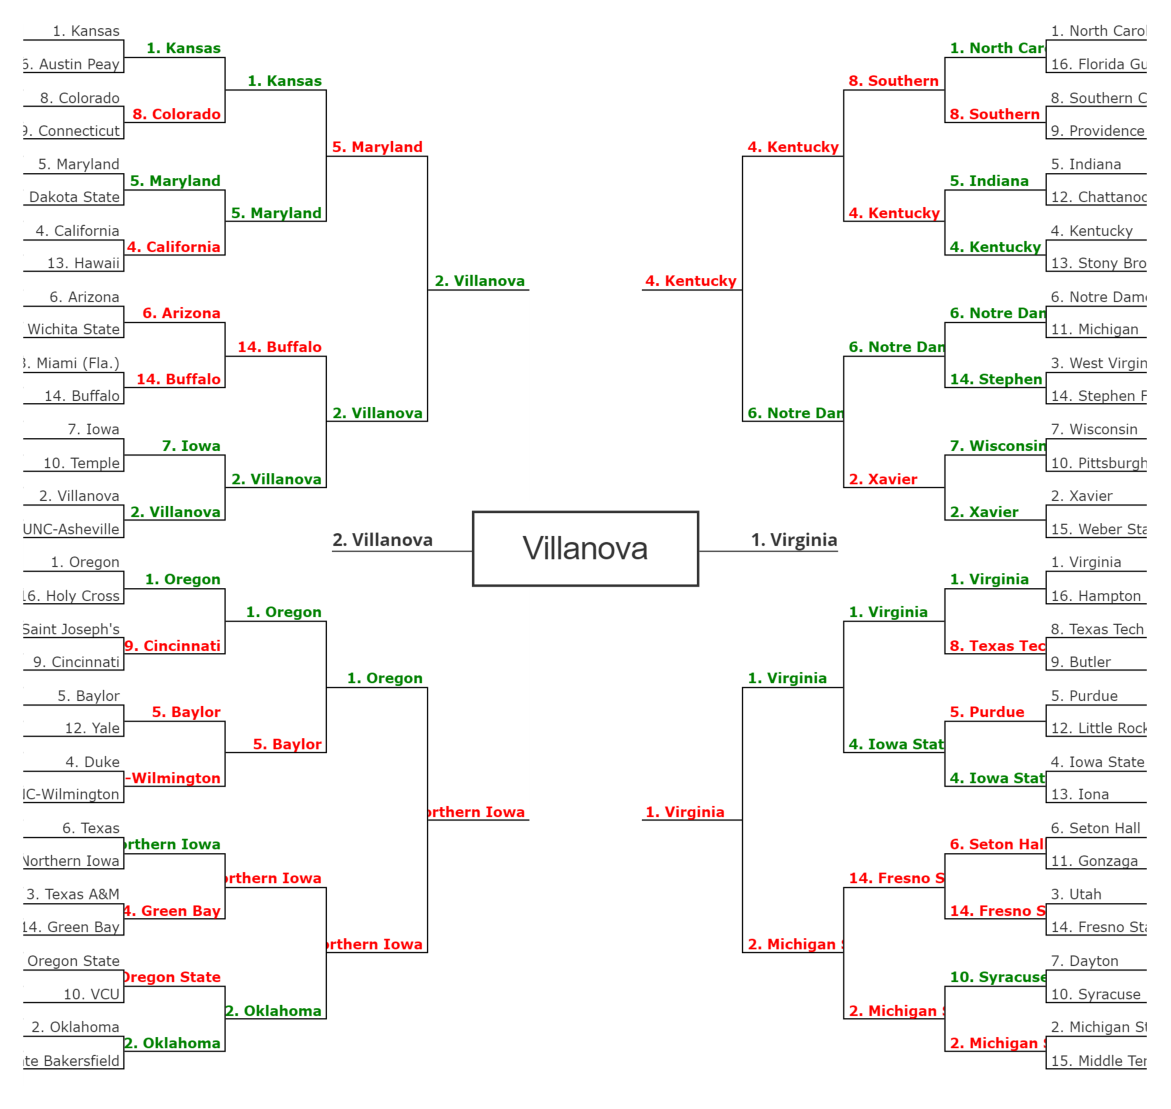 1. Kansas
6. Austin Peay
8. Colorado
9. Connecticut
5. Maryland
Dakota State
4. California
13. Hawaii
6. Arizona
Wichita State
3. Miami (Fla.)
14. Buffalo
7. Iowa
10. Temple
2. Villanova
UNC-Asheville
1. Oregon
16. Holy Cross
Saint Joseph's
9. Cincinnati
5. Baylor
12. Yale
4. Duke
NC-Wilmington
6. Texas
Northern Iowa
3. Texas A&M
14. Green Bay
Oregon State
10. VCU
2. Oklahoma
te Bakersfield
1. Kansas
8. Colorado
5. Maryland
4. California
6. Arizona
14. Buffalo
7. Iowa
2. Villanova
1. Oregon
9. Cincinnati
5. Baylor
-Wilmington
orthern Iowa
4. Green Bay
Oregon State
2. Oklahoma
1. Kansas
5. Maryland
14. Buffalo
2. Villanova
1. Oregon
5. Baylor
orthern Iowa
2. Oklahoma
5. Maryland
2. Villanova
1. Oregon
orthern Iowa
2. Villanova
orthern Iowa
2. Villanova
Villanova
1. Virginia
4. Kentucky
1. Virginia
4. Kentucky
6. Notre Dam
1. Virginia
2. Michigan S
8. Southern
4. Kentucky
6. Notre Dam
2. Xavier
1. Virginia
4. Iowa Stat
14. Fresno S
2. Michigan S
1. North Car
8. Southern
5. Indiana
4. Kentucky
6. Notre Dam
14. Stephen
7. Wisconsin
2. Xavier
1. Virginia
8. Texas Tec
5. Purdue
4. Iowa Stat
6. Seton Hal
14. Fresno S
10. Syracuse
2. Michigan S
1. North Carol
16. Florida Gu
8. Southern C
9. Providence
5. Indiana
12. Chattanoo
4. Kentucky
13. Stony Bro
6. Notre Dame
11. Michigan
3. West Virgin
14. Stephen F
7. Wisconsin
10. Pittsburgh
2. Xavier
15. Weber Sta
1. Virginia
16. Hampton
8. Texas Tech
9. Butler
5. Purdue
12. Little Rock
4. Iowa State
13. Iona
6. Seton Hall
11. Gonzaga
3. Utah
14. Fresno Sta
7. Dayton
10. Syracuse
2. Michigan St
15. Middle Ten